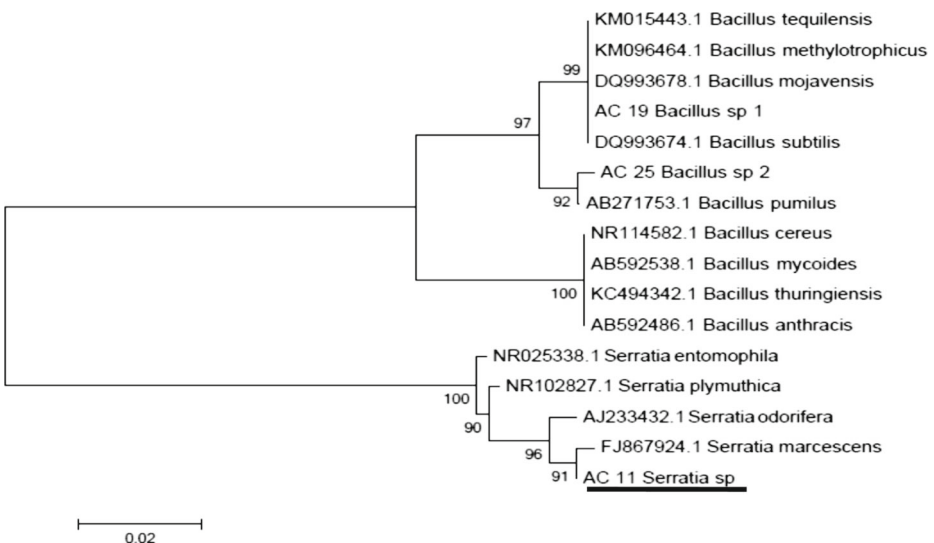 KM015443.1 Bacillus tequilensis
KM096464.1 Bacillus methylotrophicus
99
DQ993678.1 Bacillus mojavensis
AC 19 Bacillus sp 1
97
DQ993674.1 Bacillus subtilis
AC 25 Bacillus sp 2
92
AB271753.1 Bacillus pumilus
NR114582.1 Bacillus cereus
AB592538.1 Bacillus mycoides
100
KC494342.1 Bacillus thuringiensis
AB592486.1 Bacillus anthracis
NR025338.1 Serratia entomophila
100
NR102827.1 Serratia plymuthica
90
AJ233432.1 Serratia odorifera
96
FJ867924.1 Serratia marcescens
91
AC 11 Serratia sp
0.02